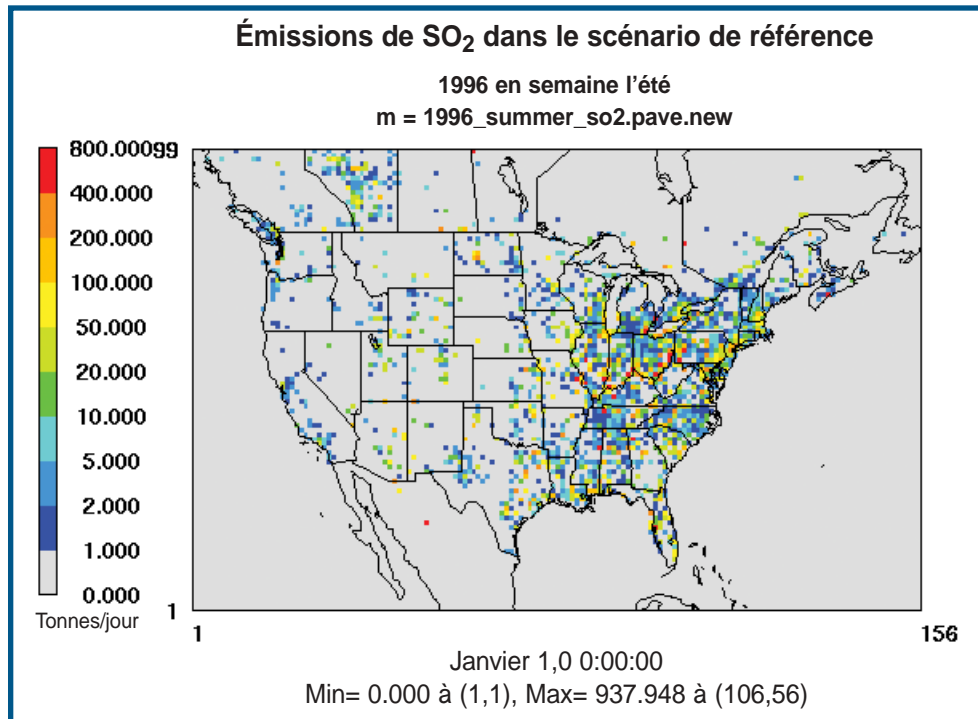 Émissions de SO2 dans le scénario de référence
1996 en semaine l'été
m = 1996_summer_so2.pave.new
800.000
99
400.000
200.000
100.000
50.000
20.000
10.000
5.000
2.000
1.000
0.000
Tonnes/jour
1
1
156
Janvier 1,0 0:00:00
Min= 0.000 à (1,1), Max= 937.948 à (106,56)